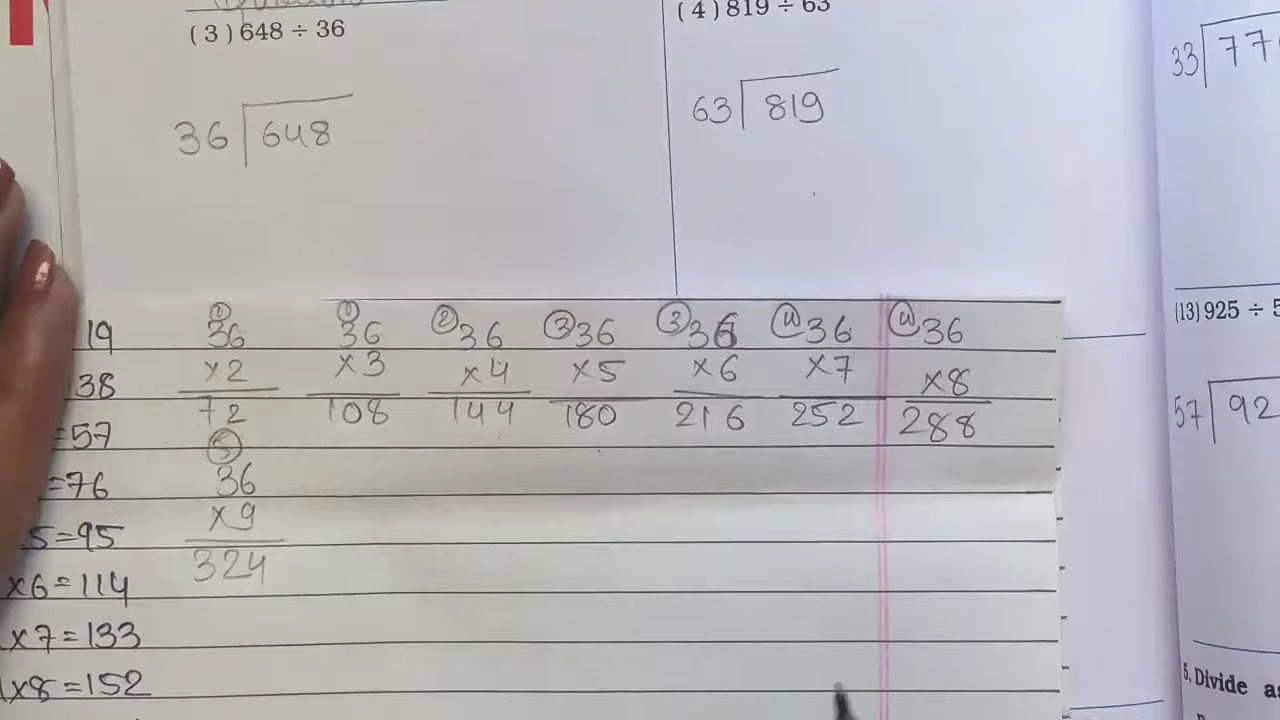 (3) 648 ÷ 36
(4) 819 ÷ 63
36 648
63 819
33 77
(13) 925 ÷ 5
57 92
19
38
=57
=76
5=95
x6=114
x7=133
x8=152
1 1 2 3 3 4 4
36 36 36 36 36 36 36
x2 x3 x4 x5 x6 x7 x8
72 108 144 180 216 252 288
5
36
x9
324
5. Divide as